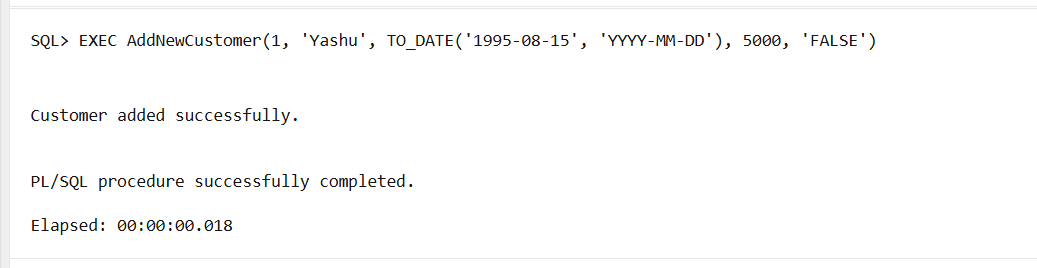 SQL> EXEC AddNewCustomer(1, 'Yashu', TO_DATE('1995-08-15', 'YYYY-MM-DD'), 5000, 'FALSE')
Customer added successfully.
PL/SQL procedure successfully completed.
Elapsed: 00:00:00.018